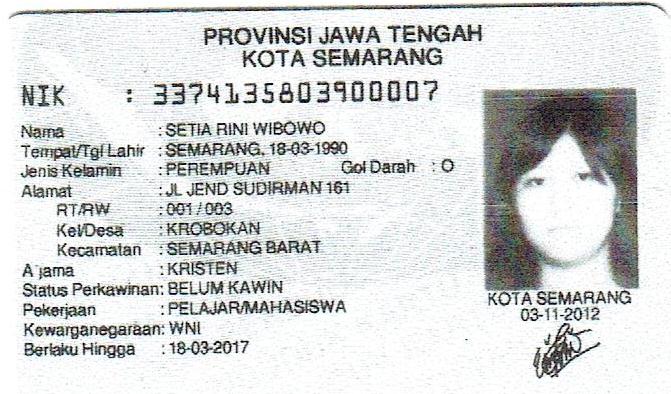 PROVINSI JAWA TENGAH
KOTA SEMARANG
NIK : 3374135803900007
Nama : SETIA RINI WIBOWO
Tempat/Tgl Lahir : SEMARANG, 18-03-1990
Jenis Kelamin : PEREMPUAN Gol Darah : O
Alamat : JL JEND SUDIRMAN 161
RT/RW : 001 / 003
Kel/Desa : KROBOKAN
Kecamatan : SEMARANG BARAT
Agama : KRISTEN
Status Perkawinan: BELUM KAWIN
Pekerjaan : PELAJAR/MAHASISWA
Kewarganegaraan: WNI
Berlaku Hingga : 18-03-2017
KOTA SEMARANG
03-11-2012